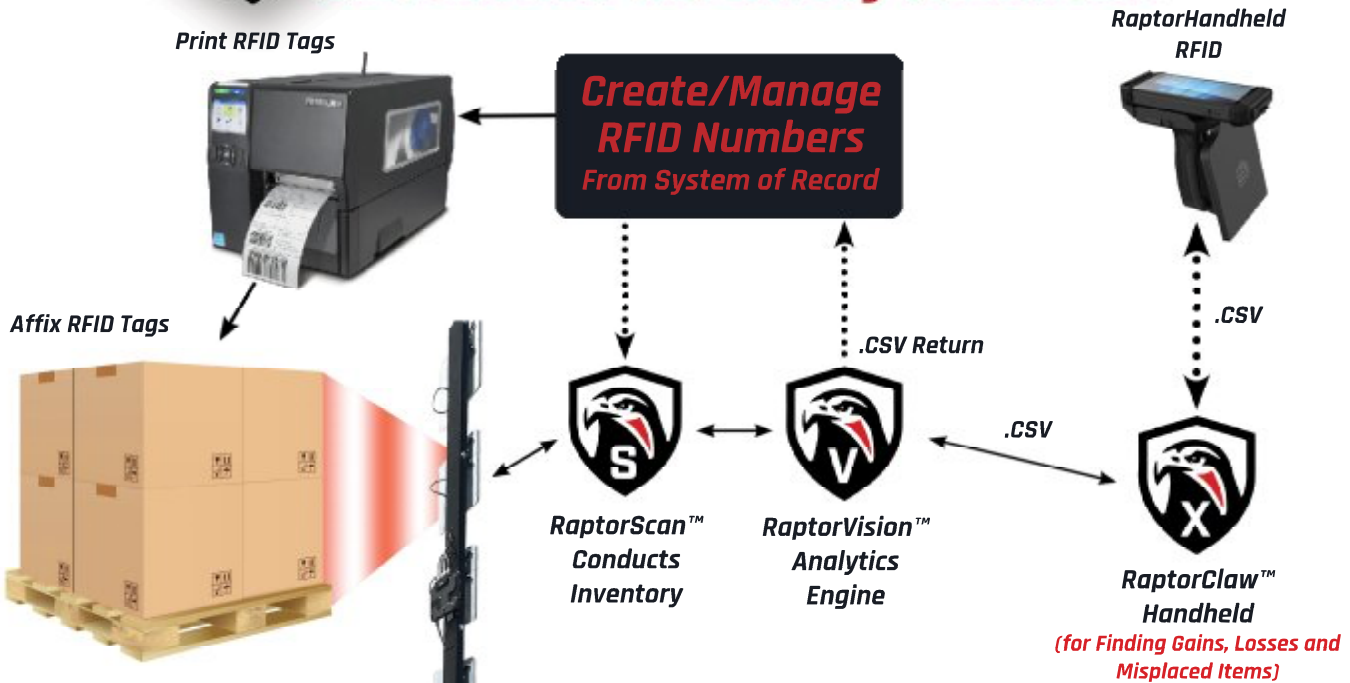 Print RFID Tags
RaptorHandheld
RFID
Create/Manage
RFID Numbers
From System of Record
Affix RFID Tags
.CSV
.CSV Return
.CSV
S
V
X
RaptorScan™
Conducts
Inventory
RaptorVision™
Analytics
Engine
RaptorClaw™
Handheld
(for Finding Gains, Losses and
Misplaced Items)